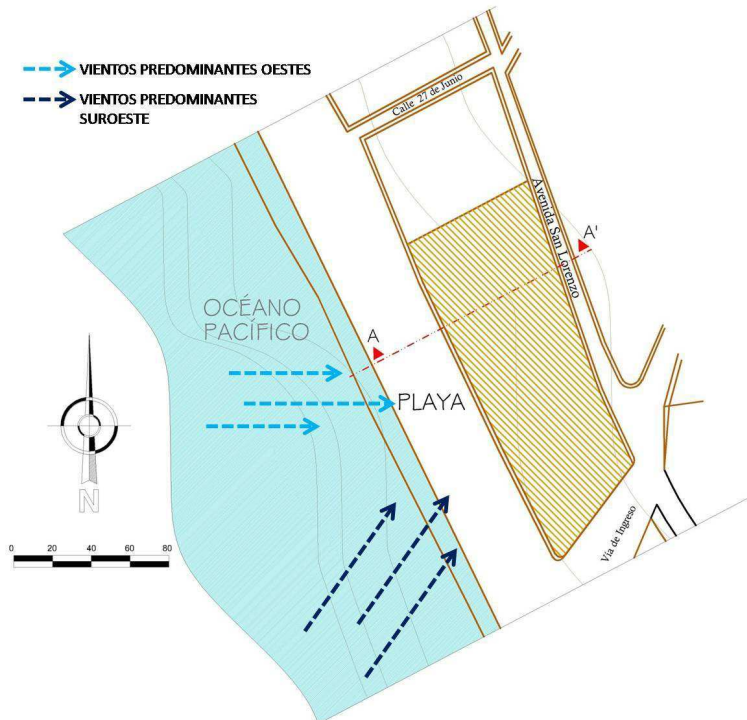 VIENTOS PREDOMINANTES OESTES
VIENTOS PREDOMINANTES
SUROESTE
Calle 27 de Junio
Avenida San Lorenzo
A'
OCÉANO
PACÍFICO
A
PLAYA
N
0 20 40 60 80
Vía de Ingreso